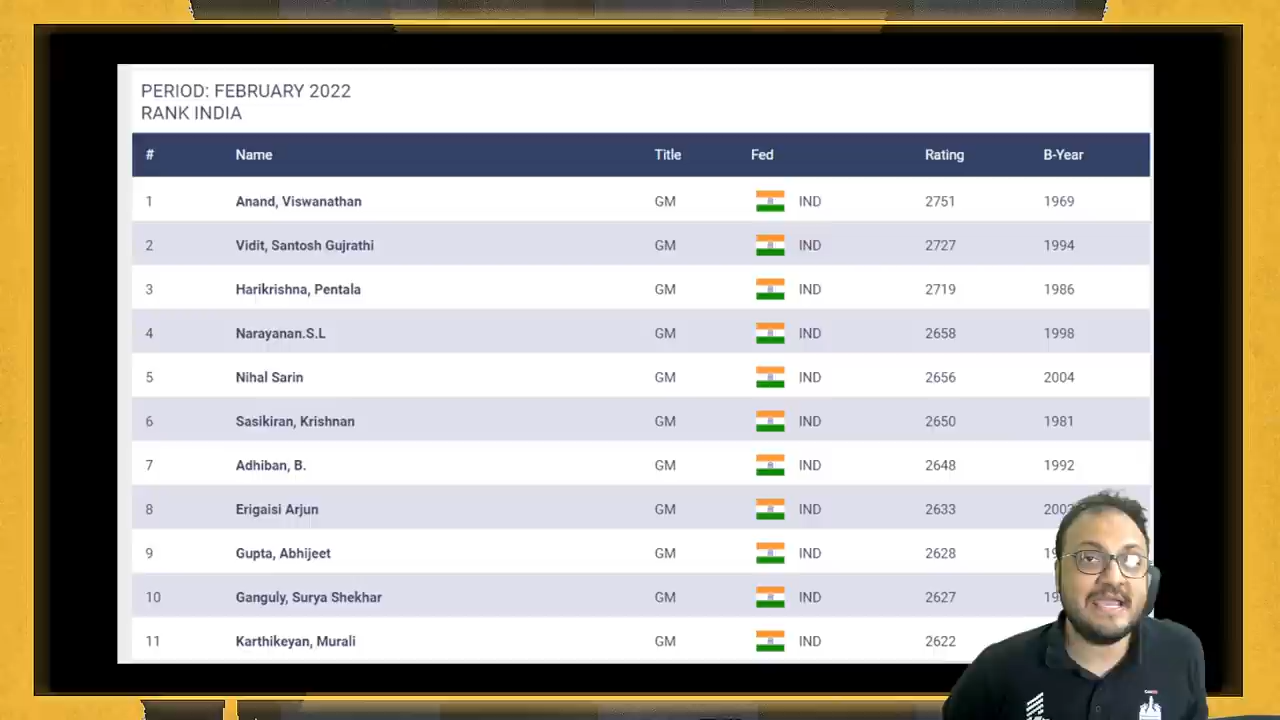 PERIOD: FEBRUARY 2022
RANK INDIA
# Name Title Fed Rating B-Year
1 Anand, Viswanathan GM IND 2751 1969
2 Vidit, Santosh Gujrathi GM IND 2727 1994
3 Harikrishna, Pentala GM IND 2719 1986
4 Narayanan.S.L GM IND 2658 1998
5 Nihal Sarin GM IND 2656 2004
6 Sasikiran, Krishnan GM IND 2650 1981
7 Adhiban, B. GM IND 2648 1992
8 Erigaisi Arjun GM IND 2633
9 Gupta, Abhijeet GM IND 2628
10 Ganguly, Surya Shekhar GM IND 2627
11 Karthikeyan, Murali GM IND 2622